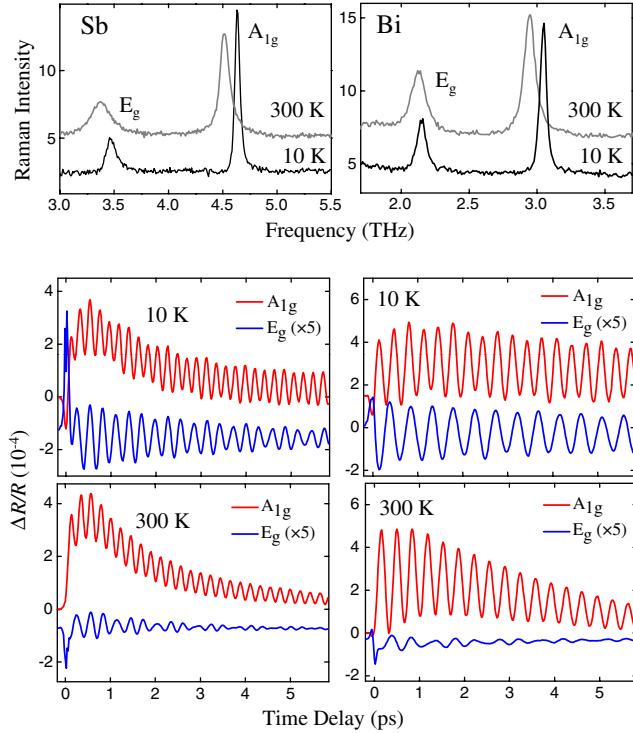 Sb
Bi
A1g
A1g
Eg
Eg
300 K
300 K
10 K
10 K
15
10
10
5
5
Raman Intensity
3.0 3.5 4.0 4.5 5.0 5.5
2.0 2.5 3.0 3.5
Frequency (THz)
10 K
A1g
Eg (×5)
10 K
A1g
Eg (×5)
4
2
0
-2
6
4
2
0
-2
ΔR/R (10-4)
300 K
A1g
Eg (×5)
300 K
A1g
Eg (×5)
4
2
0
-2
6
4
2
0
-2
0 1 2 3 4 5
0 1 2 3 4 5
Time Delay (ps)